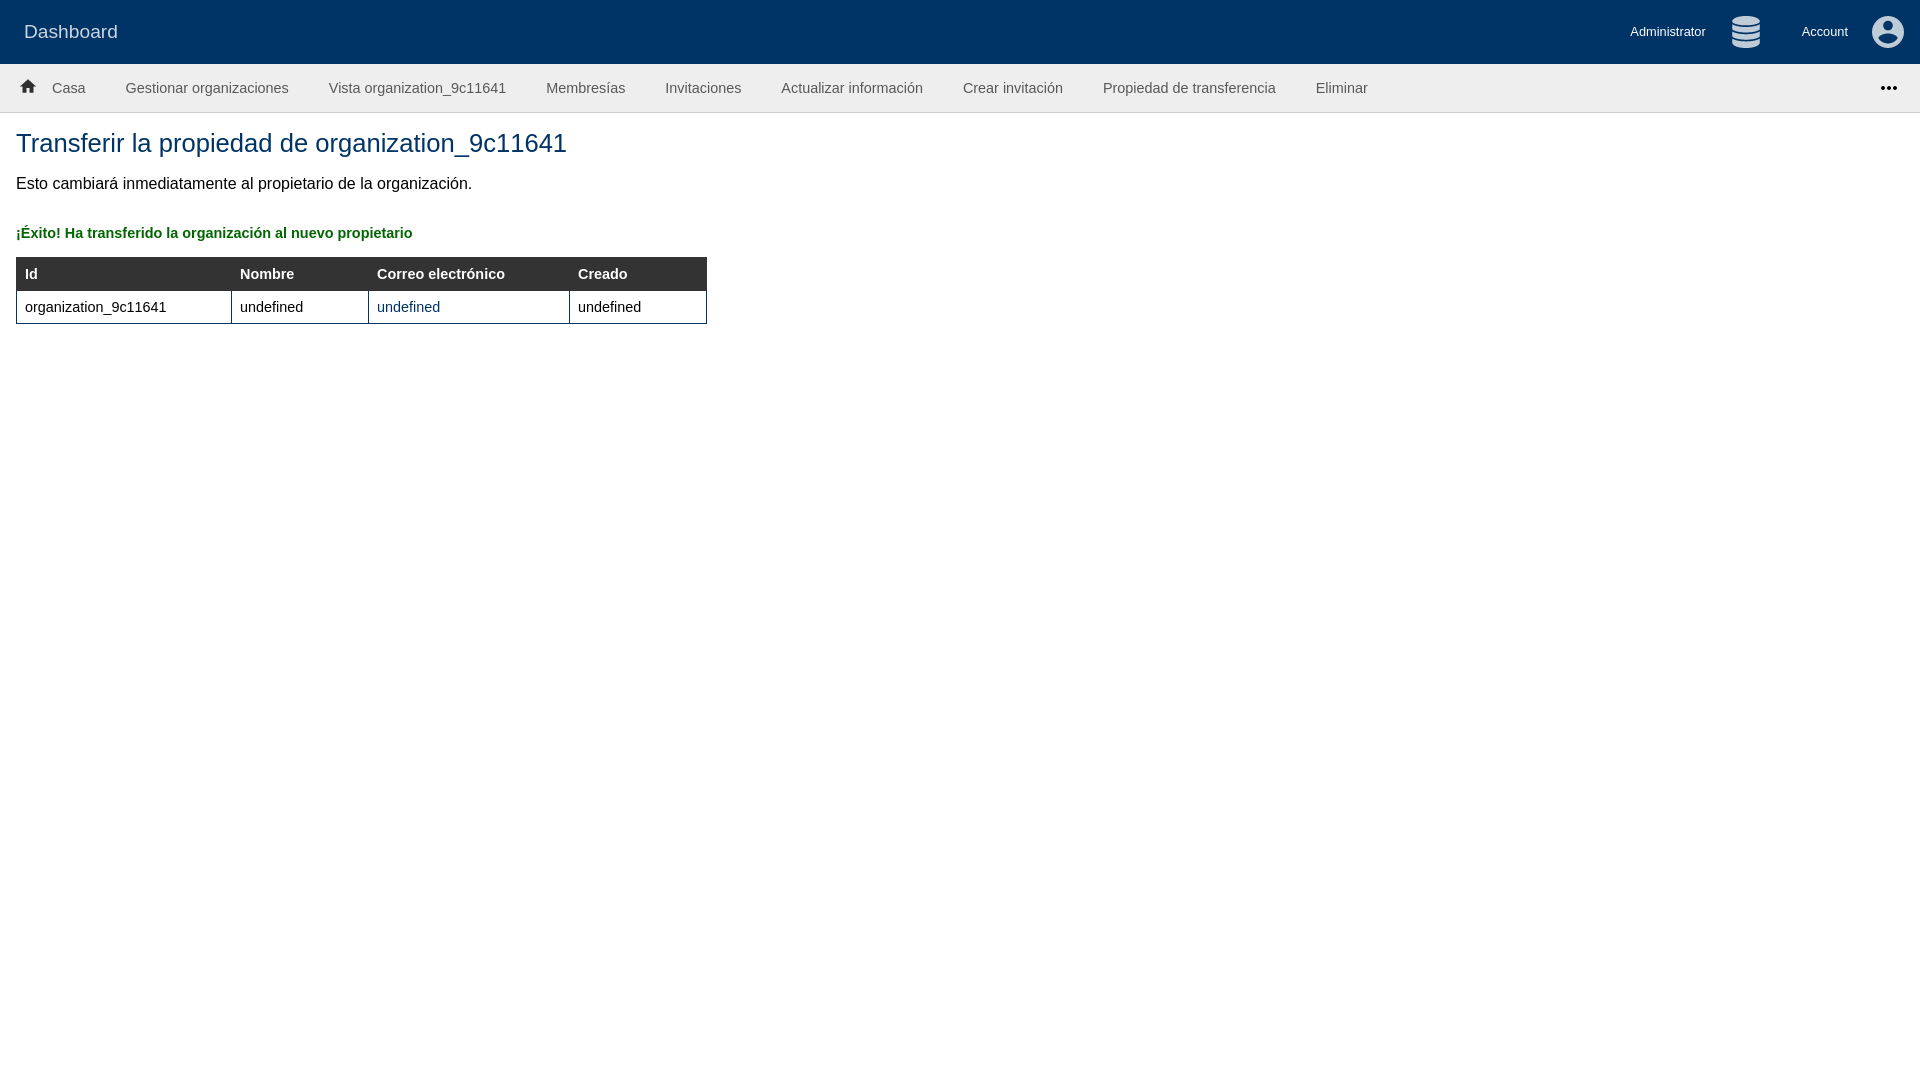 Dashboard
Administrator
Account
Casa
Gestionar organizaciones
Vista organization_9c11641
Membresías
Invitaciones
Actualizar información
Crear invitación
Propiedad de transferencia
Eliminar
Transferir la propiedad de organization_9c11641
Esto cambiará inmediatamente al propietario de la organización.
¡Éxito! Ha transferido la organización al nuevo propietario
Id Nombre Correo electrónico Creado
organization_9c11641 undefined undefined undefined